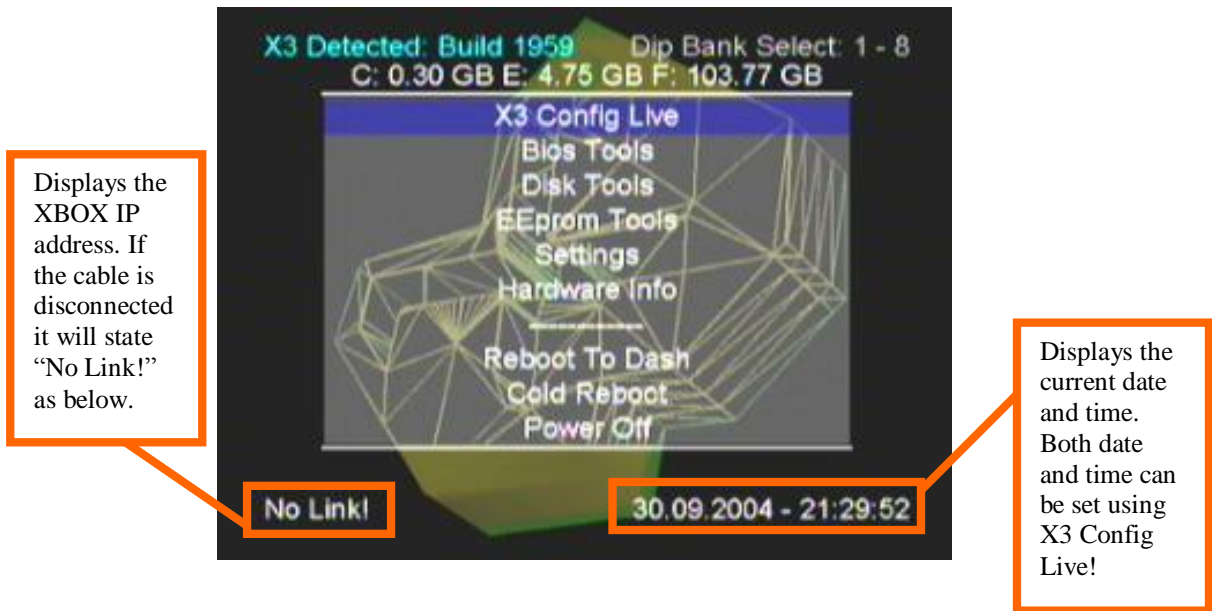 X3 Detected: Build 1959 Dip Bank Select: 1 - 8
C: 0.30 GB E: 4.75 GB F: 103.77 GB
X3 Config Live
Bios Tools
Disk Tools
EEprom Tools
Settings
Hardware Info
-----------
Reboot To Dash
Cold Reboot
Power Off
No Link!
30.09.2004 - 21:29:52
Displays the
XBOX IP
address. If
the cable is
disconnected
it will state
“No Link!”
as below.
Displays the
current date
and time.
Both date
and time can
be set using
X3 Config
Live!